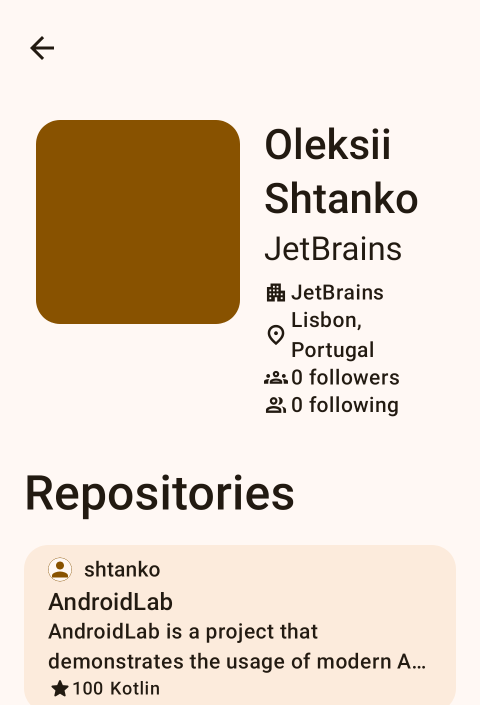 Oleksii
Shtanko
JetBrains
JetBrains
Lisbon,
Portugal
0 followers
0 following
Repositories
shtanko
AndroidLab
AndroidLab is a project that
demonstrates the usage of modern A...
100 Kotlin